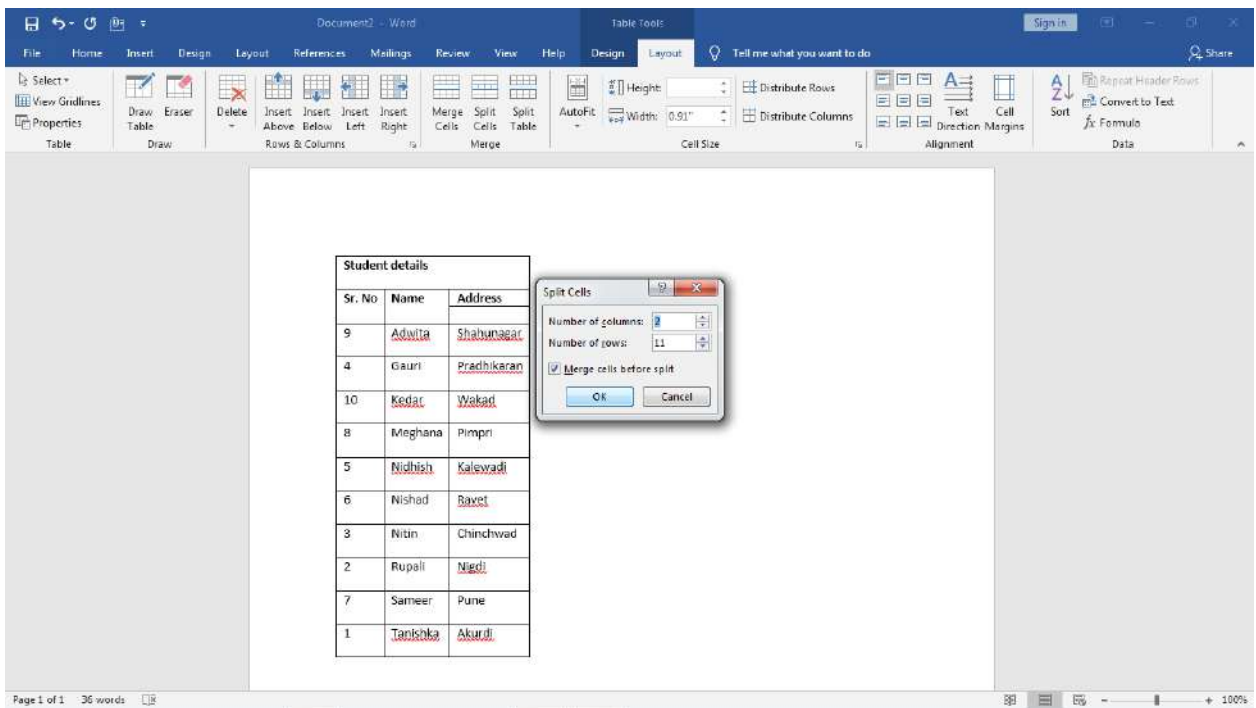 Document2 - Word
Table Tools
Sign in
File Home Insert Design Layout References Mailings Review View Help Design Layout Tell me what you want to do
Share
Select
View Gridlines
Properties
Table
Draw Table
Eraser
Draw
Delete
Insert Above
Insert Below
Insert Left
Insert Right
Rows & Columns
Merge Cells
Split Cells
Split Table
Merge
AutoFit
Height:
Width: 0.91"
Distribute Rows
Distribute Columns
Cell Size
Text Direction
Cell Margins
Alignment
Sort
Repeat Header Rows
Convert to Text
fx Formula
Data
Student details
Sr. No Name Address
9 Adwita Shahunagar
4 Gauri Pradhikaran
10 Kedar Wakad
8 Meghana Pimpri
5 Nidhish Kalewadi
6 Nishad Ravet
3 Nitin Chinchwad
2 Rupali Nigdi
7 Sameer Pune
1 Tanishka Akurdi
Split Cells
Number of columns: 2
Number of rows: 11
Merge cells before split
OK Cancel
Page 1 of 1 36 words
100%